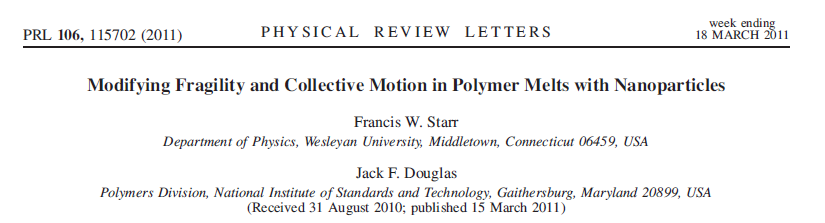 PRL 106, 115702 (2011)
PHYSICAL REVIEW LETTERS
week ending
18 MARCH 2011
Modifying Fragility and Collective Motion in Polymer Melts with Nanoparticles
Francis W. Starr
Department of Physics, Wesleyan University, Middletown, Connecticut 06459, USA
Jack F. Douglas
Polymers Division, National Institute of Standards and Technology, Gaithersburg, Maryland 20899, USA
(Received 31 August 2010; published 15 March 2011)